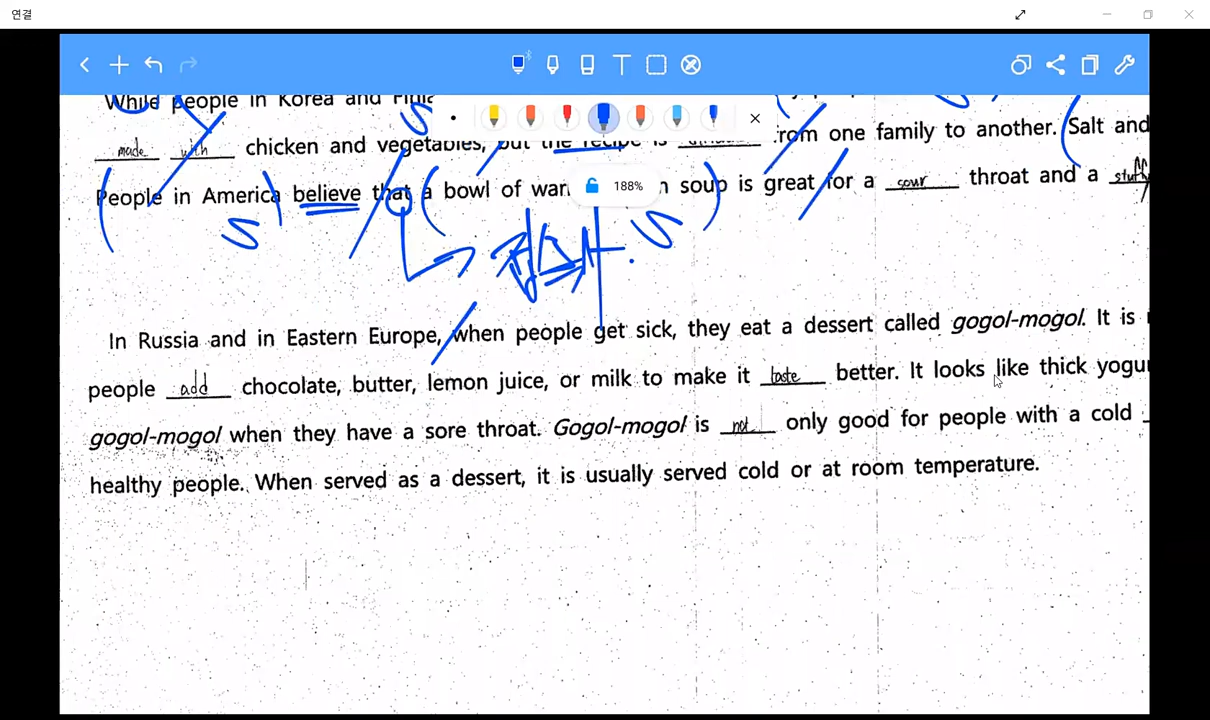 연결
While people in Korea and
188%
made with chicken and vegetables, but the recipe is from one family to another. Salt and
People in America believe that a bowl of soup is great for a sour throat and a stuff
접속사.
In Russia and in Eastern Europe, when people get sick, they eat a dessert called gogol-mogol. It is
people add chocolate, butter, lemon juice, or milk to make it taste better. It looks like thick
gogol-mogol when they have a sore throat. Gogol-mogol is not only good for people with a cold
healthy people. When served as a dessert, it is usually served cold or at room temperature.